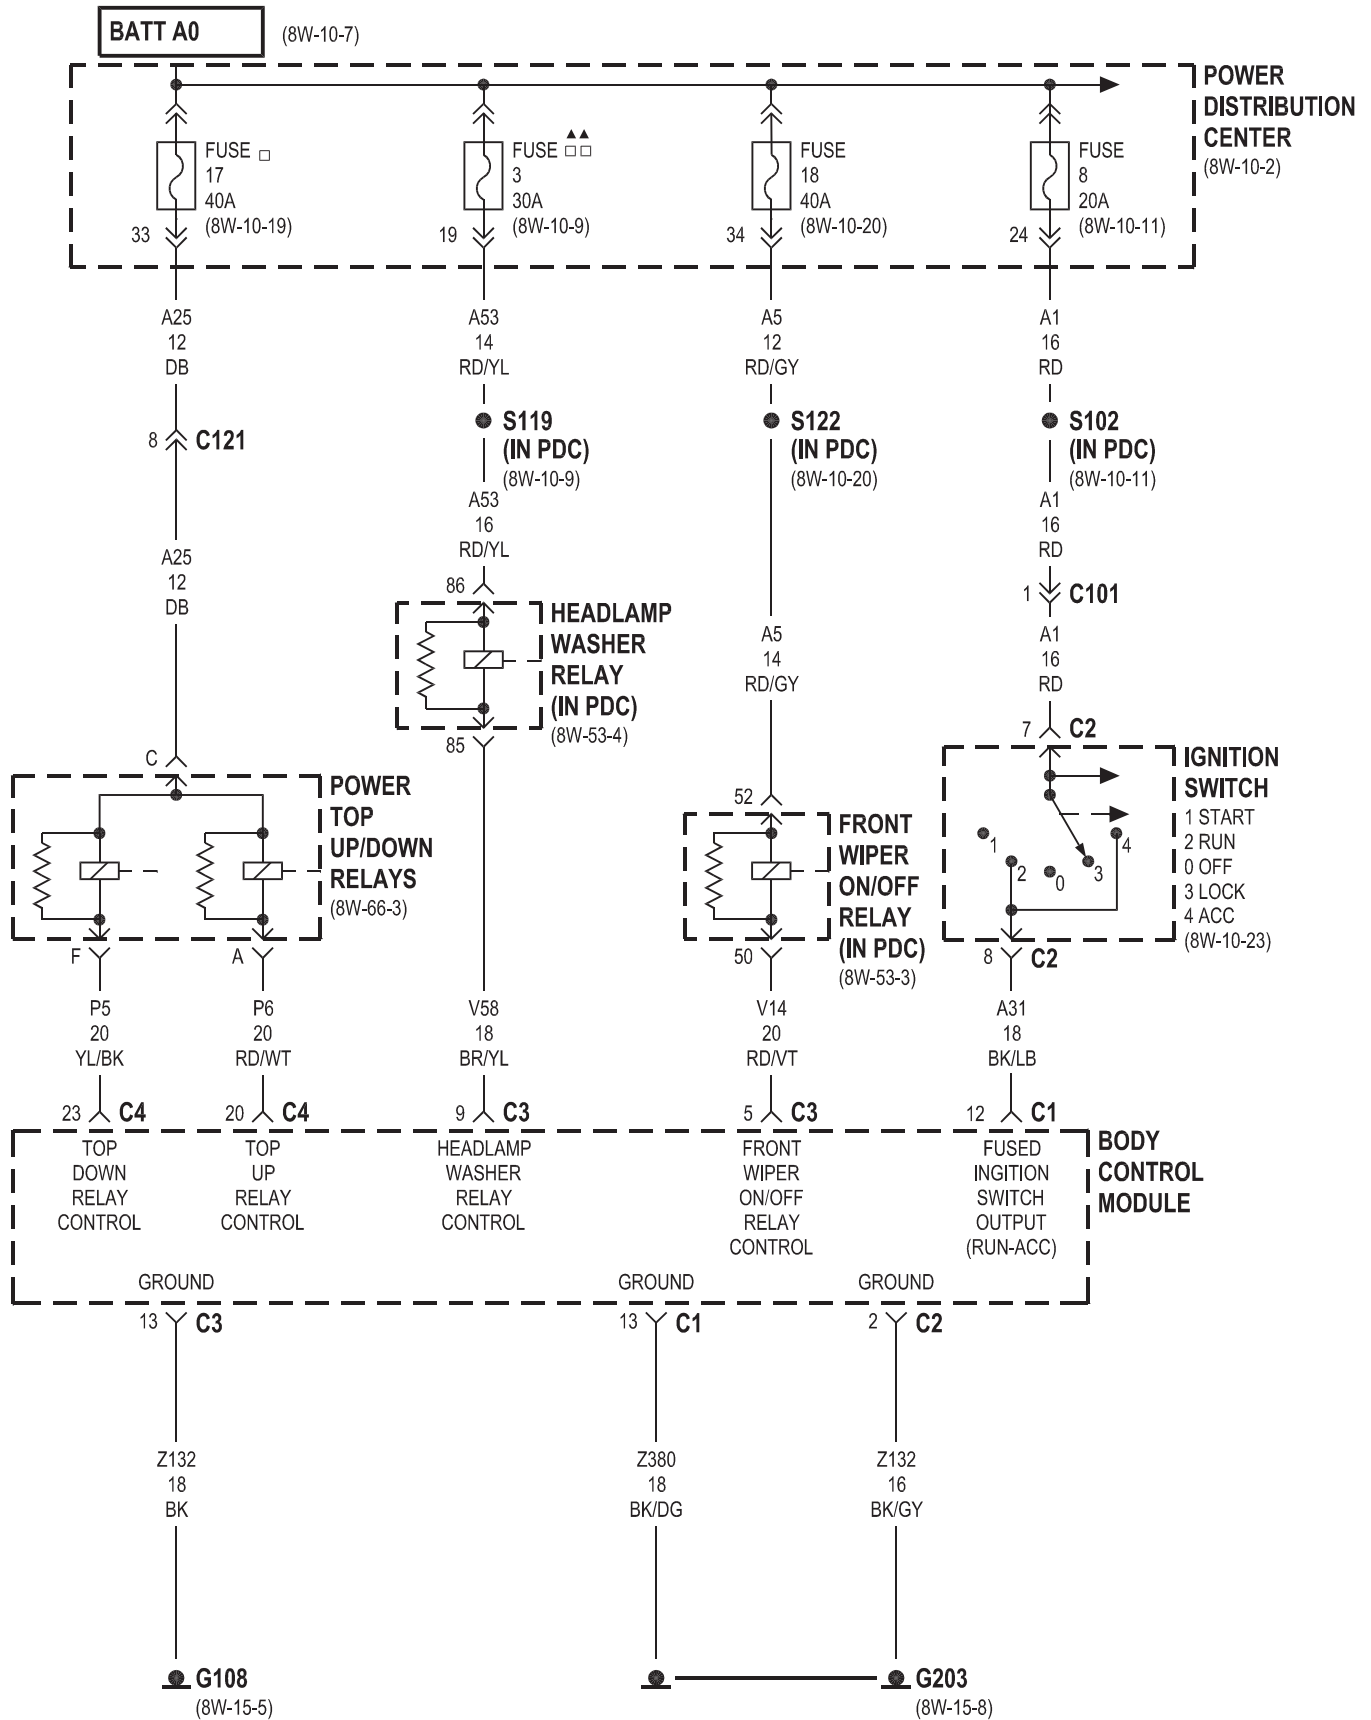 BATT A0
(8W-10-7)
POWER
DISTRIBUTION
CENTER
(8W-10-2)
FUSE
17
40A
(8W-10-19)
33
FUSE
3
30A
(8W-10-9)
19
FUSE
18
40A
(8W-10-20)
34
FUSE
8
20A
(8W-10-11)
24
A25
12
DB
A53
14
RD/YL
A5
12
RD/GY
A1
16
RD
8
C121
S119
(IN PDC)
(8W-10-9)
S122
(IN PDC)
(8W-10-20)
S102
(IN PDC)
(8W-10-11)
A53
16
RD/YL
A1
16
RD
A25
12
DB
86
HEADLAMP
WASHER
RELAY
(IN PDC)
(8W-53-4)
85
1
C101
A5
14
RD/GY
A1
16
RD
7
C2
C
POWER
TOP
UP/DOWN
RELAYS
(8W-66-3)
52
FRONT
WIPER
ON/OFF
RELAY
(IN PDC)
(8W-53-3)
50
IGNITION
SWITCH
1 START
2 RUN
0 OFF
3 LOCK
4 ACC
(8W-10-23)
1
2
0
3
4
F
A
8
C2
P5
20
YL/BK
P6
20
RD/WT
V58
18
BR/YL
V14
20
RD/VT
A31
18
BK/LB
23
C4
20
C4
9
C3
5
C3
12
C1
TOP
DOWN
RELAY
CONTROL
TOP
UP
RELAY
CONTROL
HEADLAMP
WASHER
RELAY
CONTROL
FRONT
WIPER
ON/OFF
RELAY
CONTROL
FUSED
INGITION
SWITCH
OUTPUT
(RUN-ACC)
BODY
CONTROL
MODULE
GROUND
GROUND
GROUND
13
C3
13
C1
2
C2
Z132
18
BK
Z380
18
BK/DG
Z132
16
BK/GY
G108
(8W-15-5)
G203
(8W-15-8)